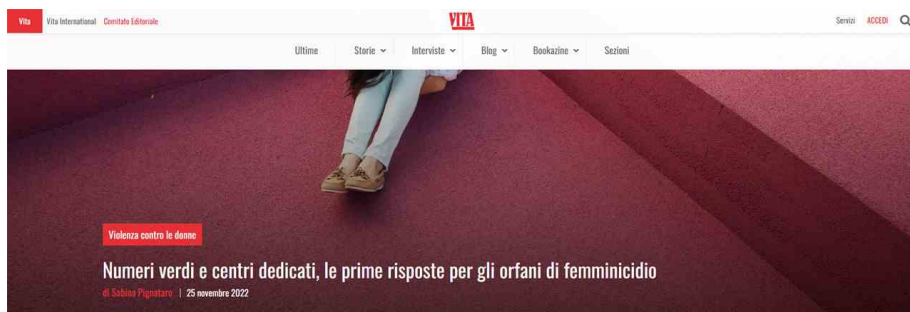 Vita Vita International Comitato Editoriale VITA Servizi ACCEDI
Ultime Storie Interviste Blog Bookazine Sezioni
Violenza contro le donne
Numeri verdi e centri dedicati, le prime risposte per gli orfani di femminicidio
di Sabina Pignataro | 25 novembre 2022